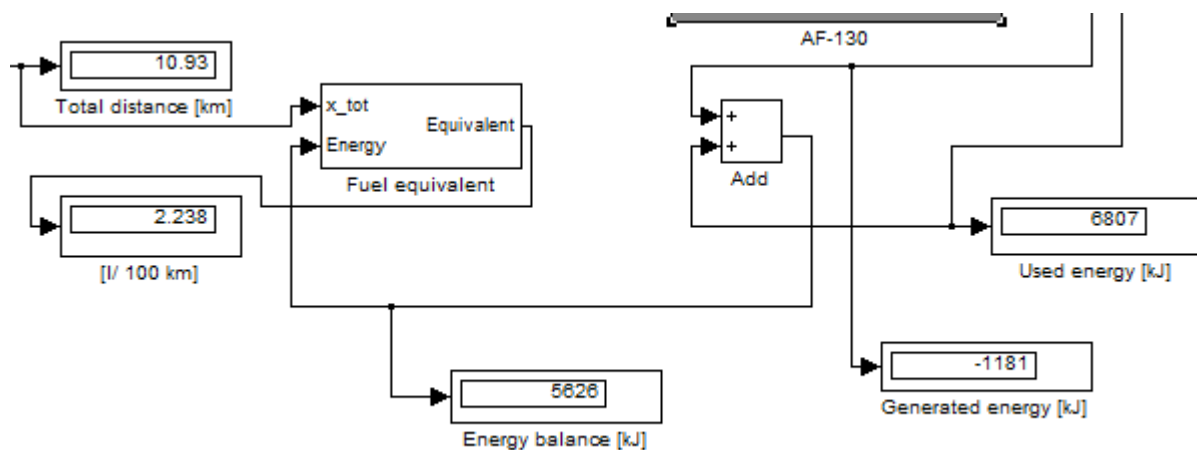 AF-130
10.93
Total distance [km]
x_tot
Equivalent
Energy
Fuel equivalent
+
+
Add
2.238
[l/ 100 km]
6807
Used energy [kJ]
-1181
Generated energy [kJ]
5626
Energy balance [kJ]